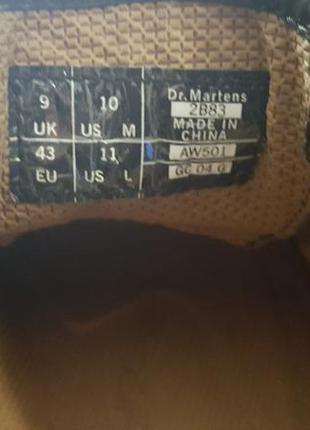 9 10 Dr.Martens
2B83
UK US M MADE IN
CHINA
43 11 AW501
EU US L GC 04 G